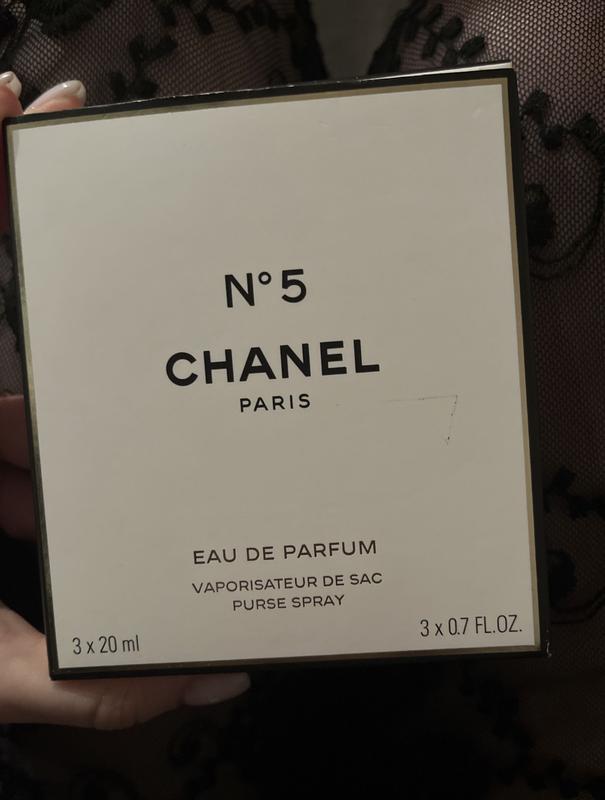 N°5
CHANEL
PARIS
EAU DE PARFUM
VAPORISATEUR DE SAC
PURSE SPRAY
3 x 20 ml
3 x 0.7 FL.OZ.